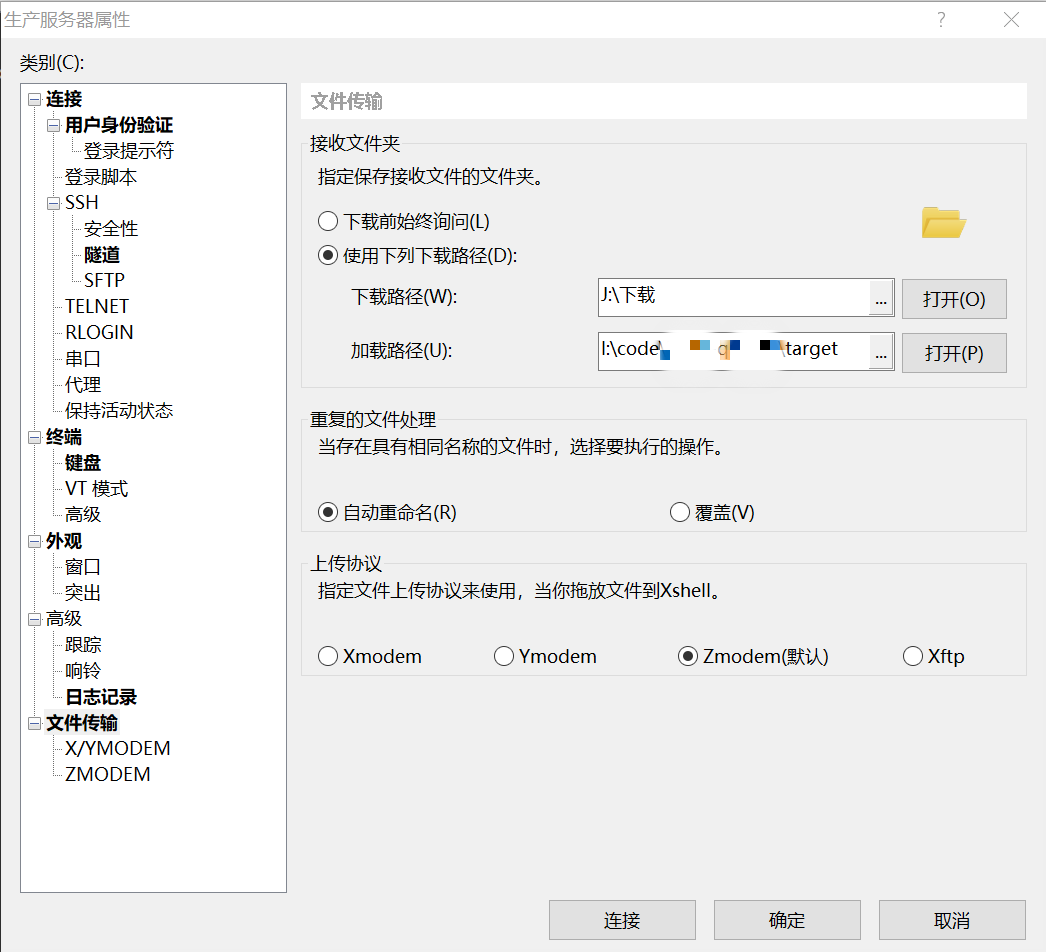 生产服务器属性
?
类别(C):
连接
用户身份验证
登录提示符
登录脚本
SSH
安全性
隧道
SFTP
TELNET
RLOGIN
串口
代理
保持活动状态
终端
键盘
VT 模式
高级
外观
窗口
突出
高级
跟踪
响铃
日志记录
文件传输
X/YMODEM
ZMODEM
文件传输
接收文件夹
指定保存接收文件的文件夹。
下载前始终询问(L)
使用下列下载路径(D):
下载路径(W): J:\下载 ... 打开(O)
加载路径(U): I:\code\ \target ... 打开(P)
重复的文件处理
当存在具有相同名称的文件时，选择要执行的操作。
自动重命名(R) 覆盖(V)
上传协议
指定文件上传协议来使用，当你拖放文件到Xshell。
Xmodem Ymodem Zmodem(默认) Xftp
连接 确定 取消